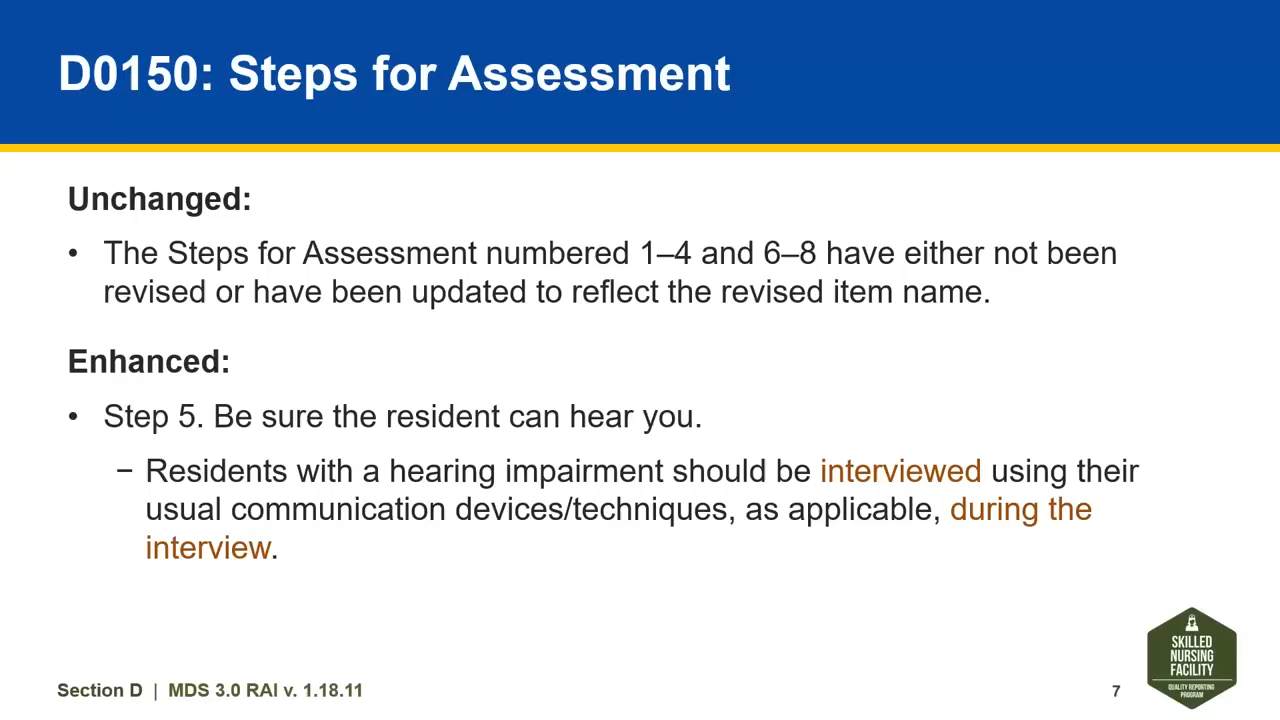 D0150: Steps for Assessment
Unchanged:
• The Steps for Assessment numbered 1–4 and 6–8 have either not been
revised or have been updated to reflect the revised item name.
Enhanced:
• Step 5. Be sure the resident can hear you.
− Residents with a hearing impairment should be interviewed using their
usual communication devices/techniques, as applicable, during the
interview.
SKILLED
NURSING
FACILITY
QUALITY REPORTING
PROGRAM
Section D | MDS 3.0 RAI v. 1.18.11
7